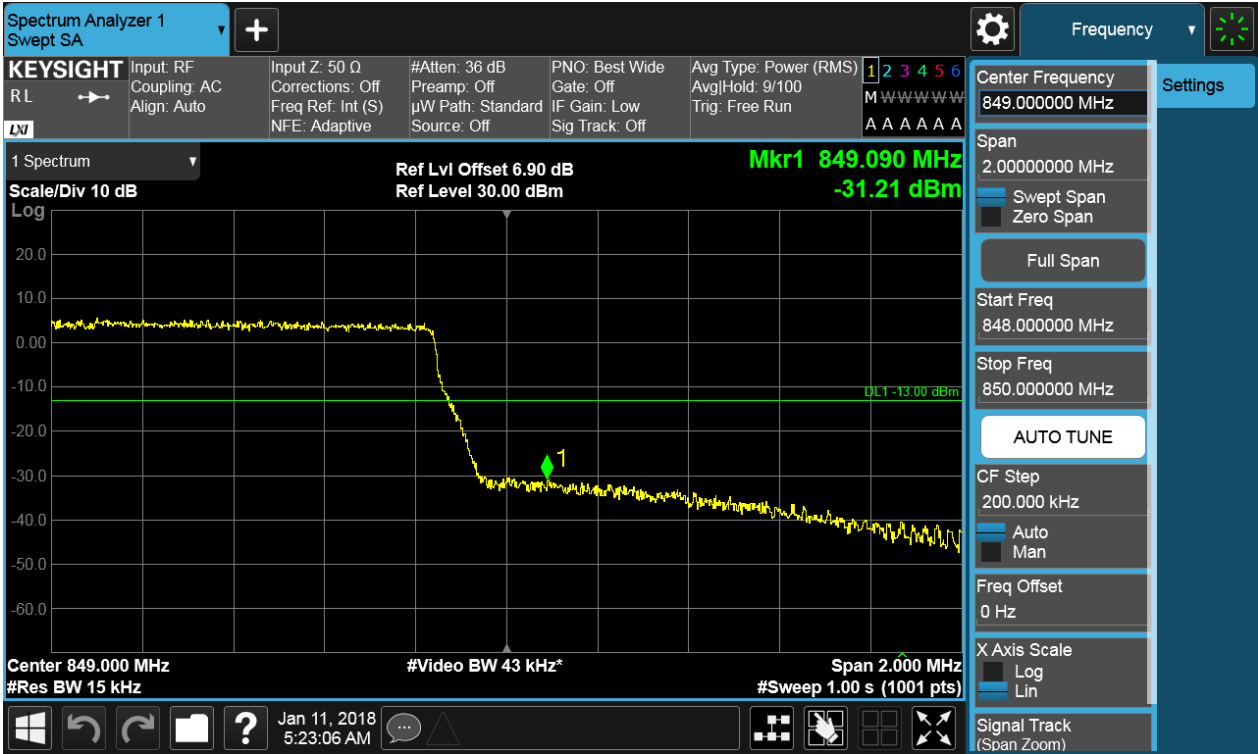 Spectrum Analyzer 1
Swept SA
Frequency
KEYSIGHT
R L
LXI
Input: RF
Coupling: AC
Align: Auto
Input Z: 50 Ω
Corrections: Off
Freq Ref: Int (S)
NFE: Adaptive
#Atten: 36 dB
Preamp: Off
µW Path: Standard
Source: Off
PNO: Best Wide
Gate: Off
IF Gain: Low
Sig Track: Off
Avg Type: Power (RMS)
Avg|Hold: 9/100
Trig: Free Run
1 2 3 4 5 6
M W W W W W
A A A A A A
1 Spectrum
Scale/Div 10 dB
Log
Ref Lvl Offset 6.90 dB
Ref Level 30.00 dBm
Mkr1 849.090 MHz
-31.21 dBm
20.0
10.0
0.00
-10.0
-20.0
-30.0
-40.0
-50.0
-60.0
DL1 -13.00 dBm
1
Center 849.000 MHz
#Video BW 43 kHz*
Span 2.000 MHz
#Res BW 15 kHz
#Sweep 1.00 s (1001 pts)
Jan 11, 2018
5:23:06 AM
Center Frequency
849.000000 MHz
Settings
Span
2.00000000 MHz
Swept Span
Zero Span
Full Span
Start Freq
848.000000 MHz
Stop Freq
850.000000 MHz
AUTO TUNE
CF Step
200.000 kHz
Auto
Man
Freq Offset
0 Hz
X Axis Scale
Log
Lin
Signal Track
(Span Zoom)